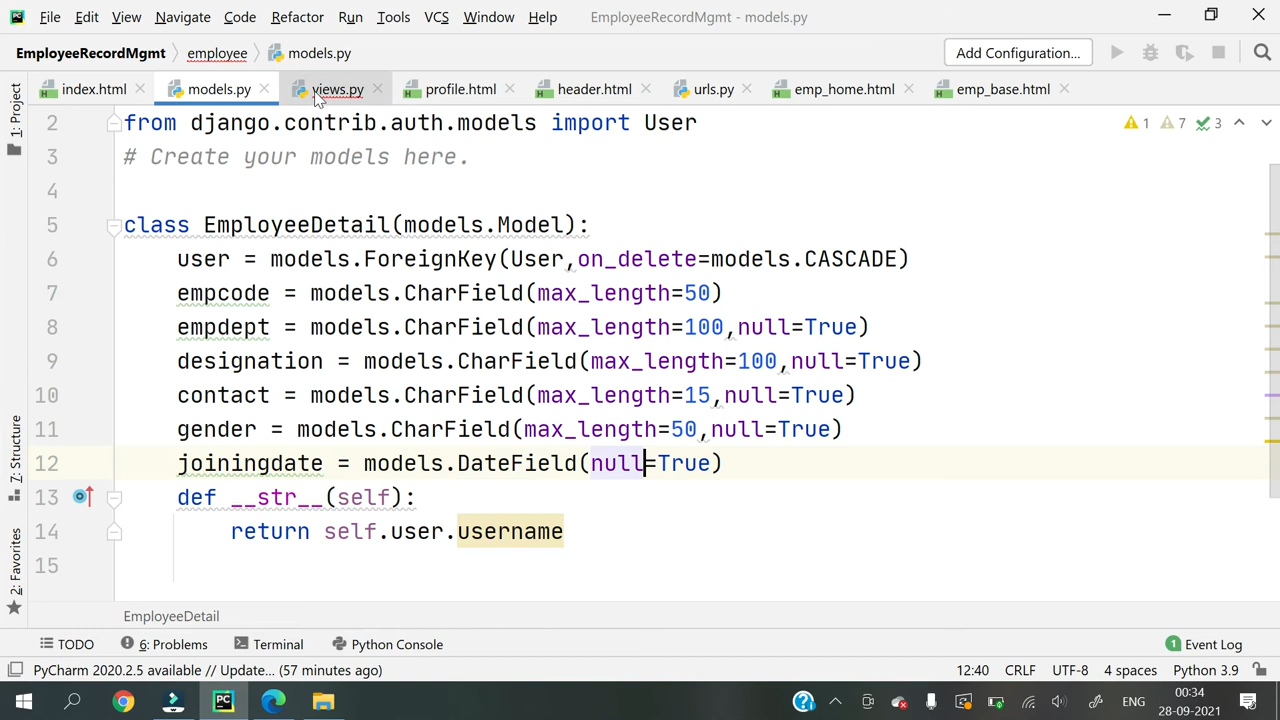 File Edit View Navigate Code Refactor Run Tools VCS Window Help EmployeeRecordMgmt - models.py
EmployeeRecordMgmt employee models.py Add Configuration...
index.html models.py views.py profile.html header.html urls.py emp_home.html emp_base.html
1: Project
7: Structure
2: Favorites
2 from django.contrib.auth.models import User
1 7 3
3 # Create your models here.
4
5 class EmployeeDetail(models.Model):
6 user = models.ForeignKey(User,on_delete=models.CASCADE)
7 empcode = models.CharField(max_length=50)
8 empdept = models.CharField(max_length=100,null=True)
9 designation = models.CharField(max_length=100,null=True)
10 contact = models.CharField(max_length=15,null=True)
11 gender = models.CharField(max_length=50,null=True)
12 joiningdate = models.DateField(null=True)
13 def __str__(self):
14 return self.user.username
15
EmployeeDetail
TODO 6: Problems Terminal Python Console 1 Event Log
PyCharm 2020.2.5 available // Update... (57 minutes ago) 12:40 CRLF UTF-8 4 spaces Python 3.9
PC ENG 00:34
28-09-2021